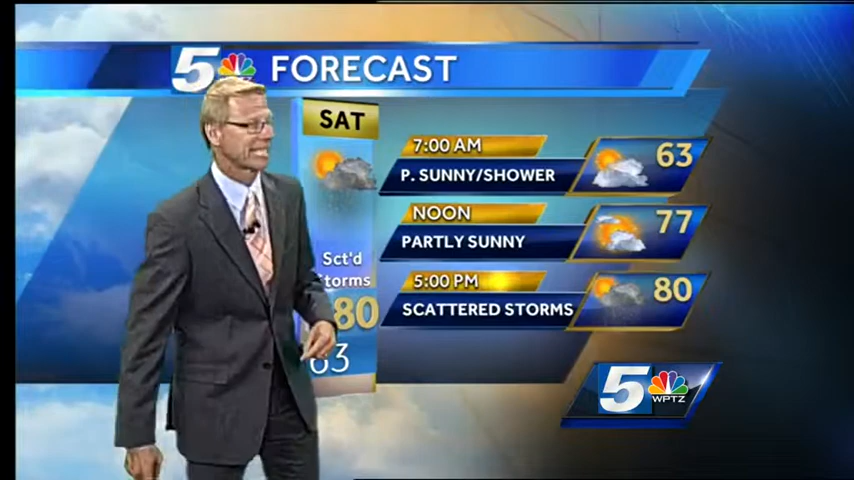 5 FORECAST
SAT
7:00 AM
63
P. SUNNY/SHOWER
NOON
77
PARTLY SUNNY
Sct'd
torms
5:00 PM
80
SCATTERED STORMS
80
63
5 WPTZ